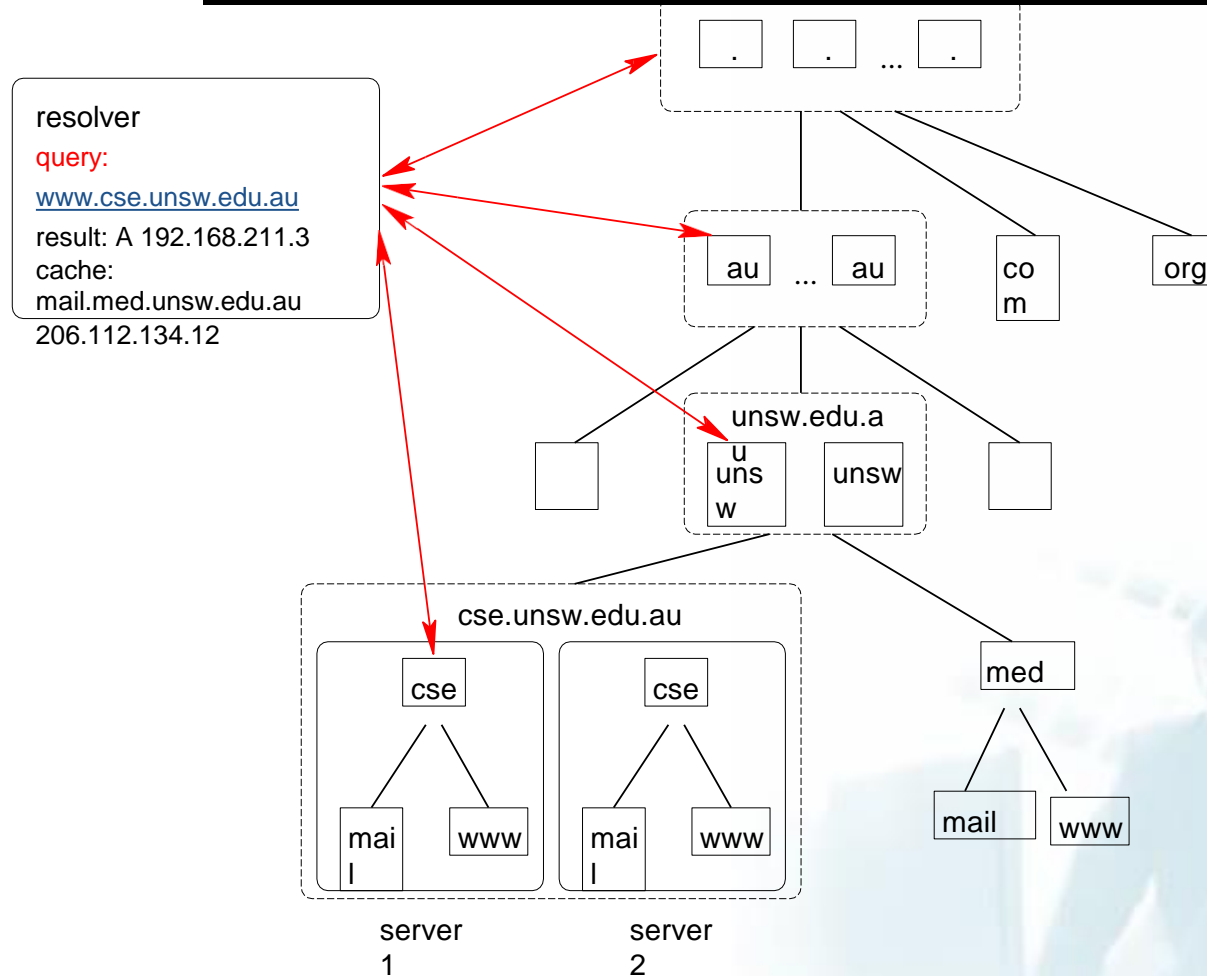 . . ... .
resolver
query:
www.cse.unsw.edu.au
result: A 192.168.211.3
cache:
mail.med.unsw.edu.au
206.112.134.12
au ... au
co
m
org
unsw.edu.a
u
uns
w
unsw
cse.unsw.edu.au
cse
cse
med
mai
l
www
mai
l
www
mail
www
server
1
server
2